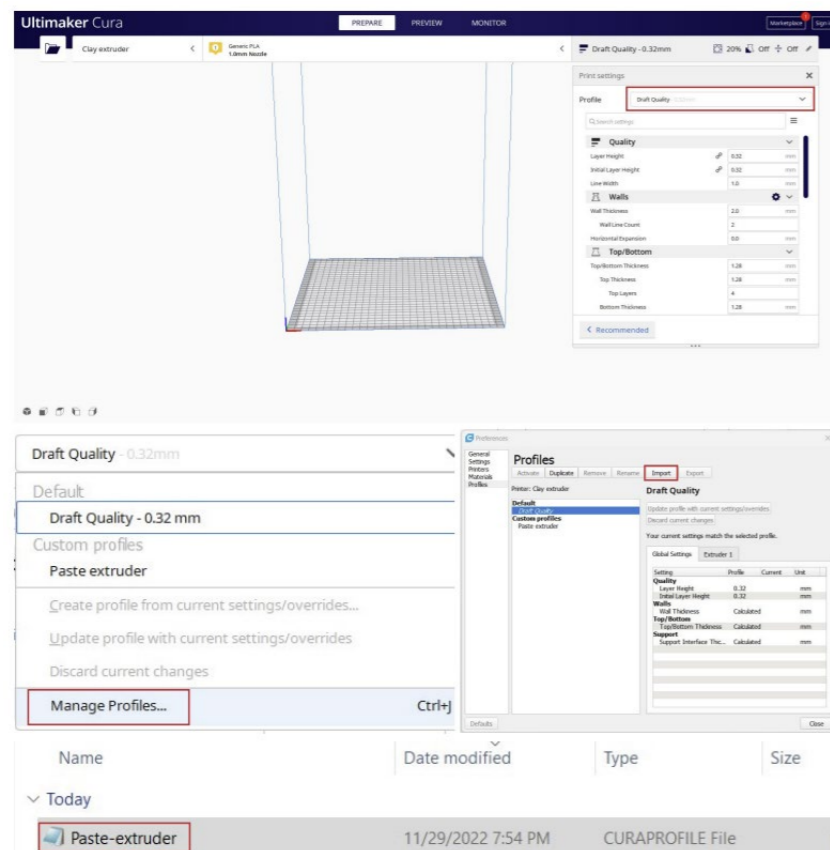 Ultimaker Cura PREPARE PREVIEW MONITOR Marketplace Sign
Clay extruder Generic PLA Draft Quality - 0.32mm 20% Off Off
1.0mm Nozzle
Print settings
Profile Draft Quality - 0.32mm
Search settings
Quality
Layer Height 0.32 mm
Initial Layer Height 0.32 mm
Line Width 1.0 mm
Walls
Wall Thickness 2.0 mm
Wall Line Count 2
Horizontal Expansion 0.0 mm
Top/Bottom
Top/Bottom Thickness 1.28 mm
Top Thickness 1.28 mm
Top Layers 4
Bottom Thickness 1.28 mm
Recommended
Draft Quality - 0.32mm
Default
Draft Quality - 0.32 mm
Custom profiles
Paste extruder
Create profile from current settings/overrides...
Update profile with current settings/overrides
Discard current changes
Manage Profiles... Ctrl+J
Preferences
General
Settings
Printers
Materials
Profiles
Profiles
Activate Duplicate Remove Rename Import Export
Printer: Clay extruder
Default
Draft Quality
Custom profiles
Paste extruder
Draft Quality
Update profile with current settings/overrides
Discard current changes
Your current settings match the selected profile.
Global Settings Extruder 1
Setting Profile Current Unit
Quality
Layer Height 0.32 mm
Initial Layer Height 0.32 mm
Walls
Wall Thickness Calculated mm
Top/Bottom
Top/Bottom Thickness Calculated mm
Support
Support Interface Thic... Calculated mm
Defaults Close
Name Date modified Type Size
Today
Paste-extruder 11/29/2022 7:54 PM CURAPROFILE File